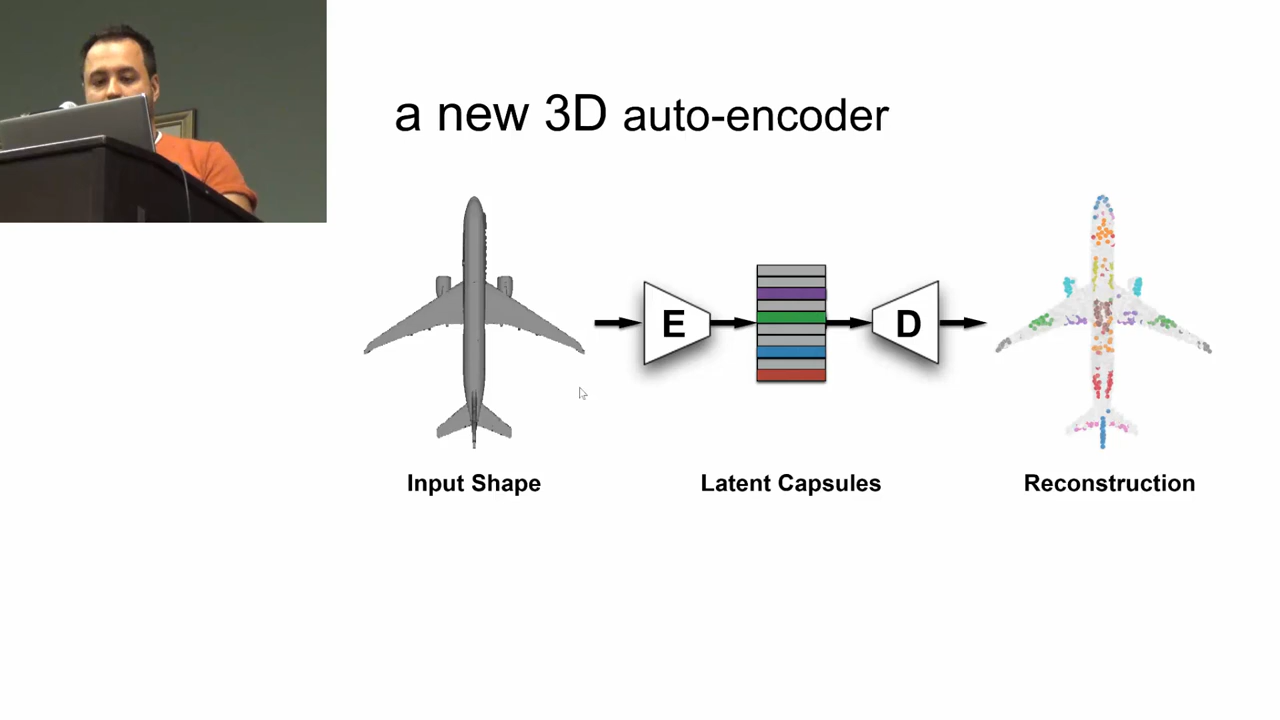 a new 3D auto-encoder
E
D
Input Shape
Latent Capsules
Reconstruction